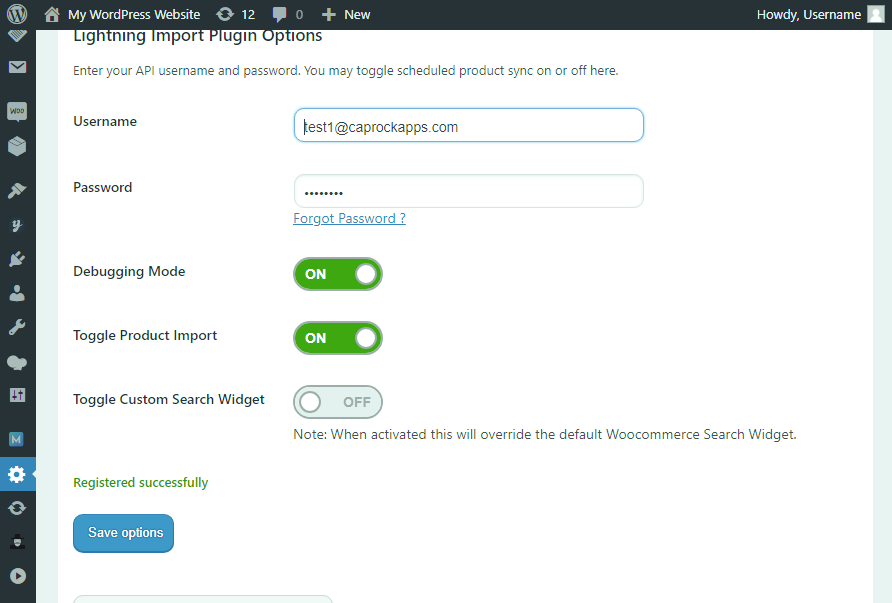 My WordPress Website 12 0 New Howdy, Username
Lightning Import Plugin Options
Enter your API username and password. You may toggle scheduled product sync on or off here.
Username test1@caprockapps.com
Password ••••••••
Forgot Password ?
Debugging Mode ON
Toggle Product Import ON
Toggle Custom Search Widget OFF
Note: When activated this will override the default Woocommerce Search Widget.
Registered successfully
Save options